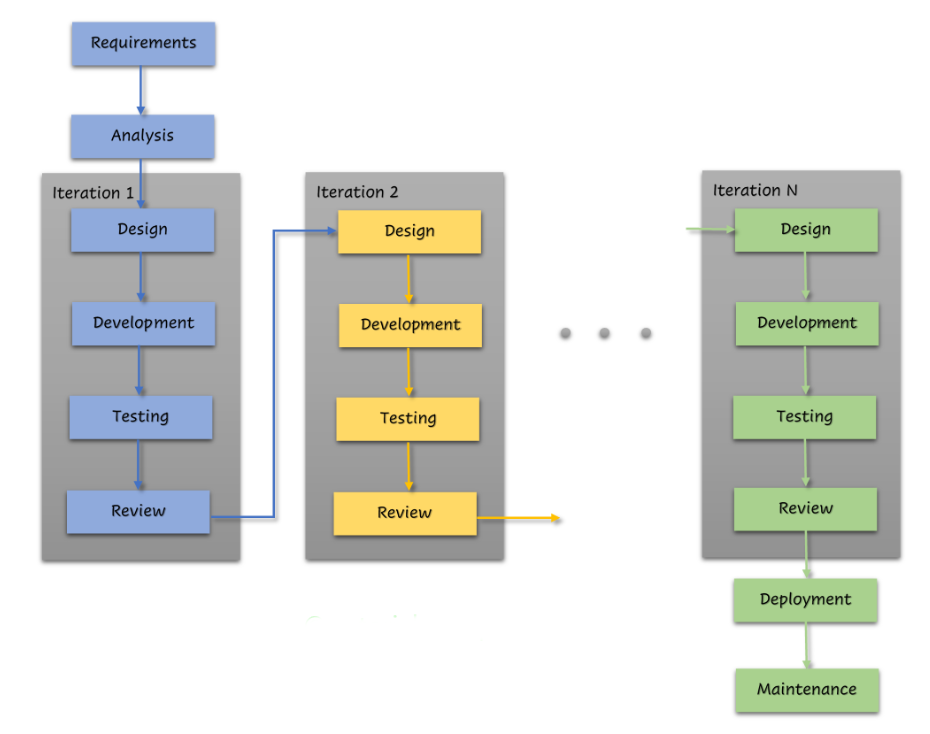 Requirements
Analysis
Iteration 1
Design
Development
Testing
Review
Iteration 2
Design
Development
Testing
Review
Iteration N
Design
Development
Testing
Review
Deployment
Maintenance